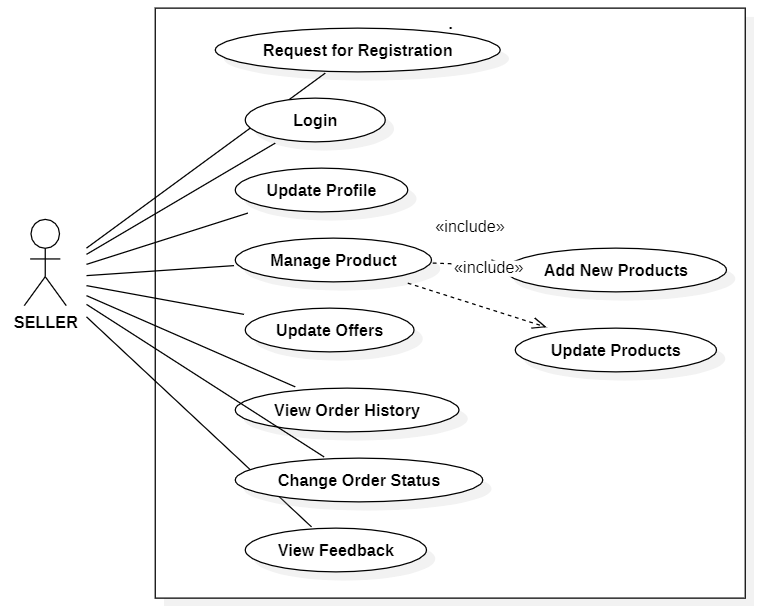 Request for Registration
Login
Update Profile
«include»
Manage Product
«include»
Add New Products
SELLER
Update Offers
Update Products
View Order History
Change Order Status
View Feedback